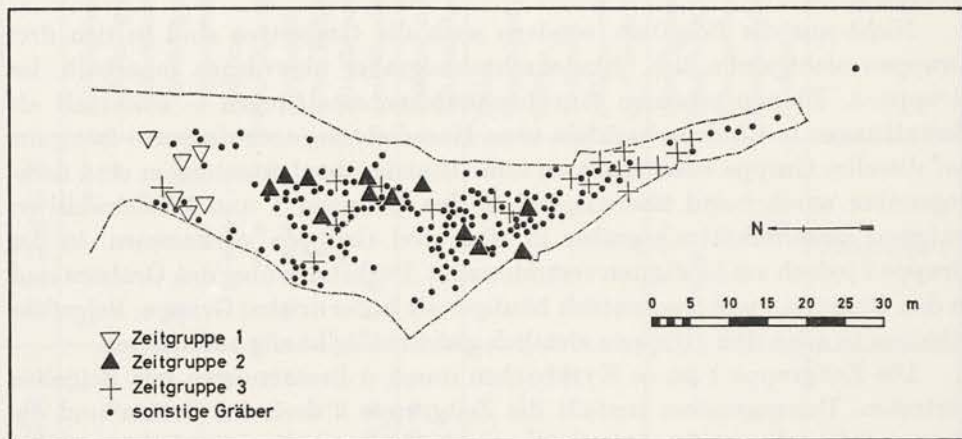 N
0 5 10 15 20 25 30 m
Zeitgruppe 1
Zeitgruppe 2
Zeitgruppe 3
sonstige Gräber